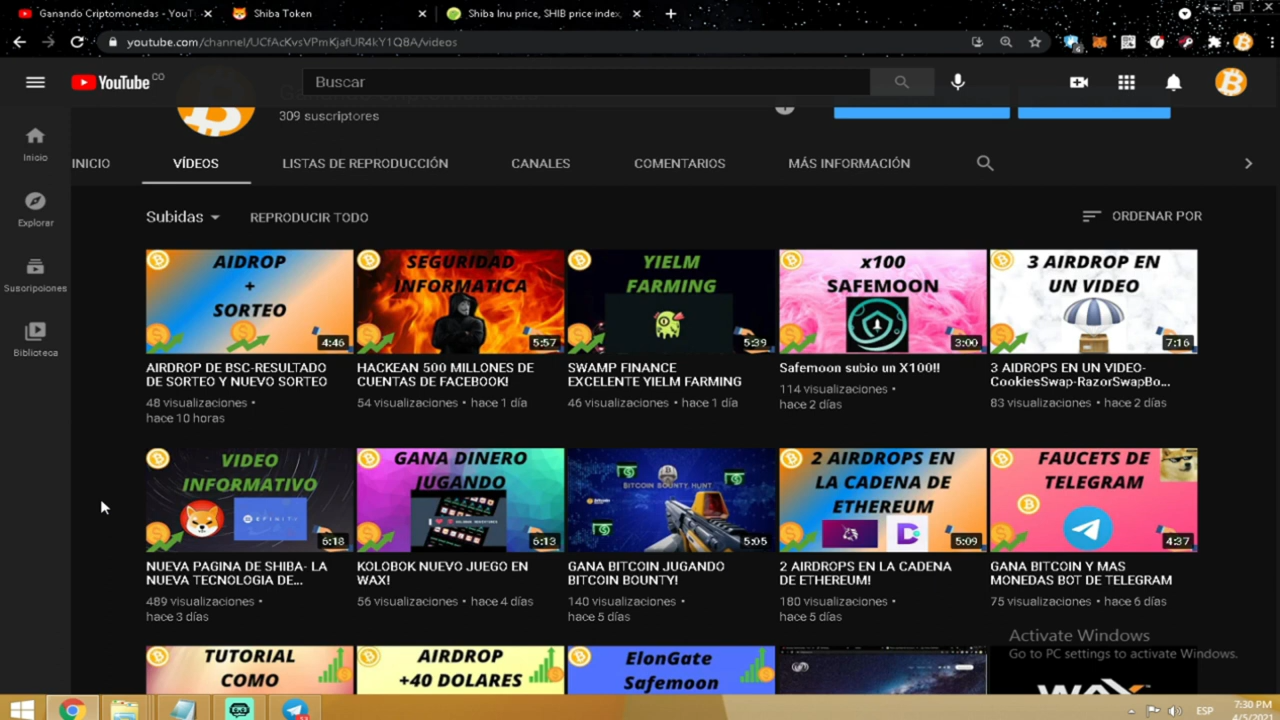 Ganando Criptomonedas - YouT
Shiba Token
Shiba Inu price, SHIB price index,
youtube.com/channel/UCfAcKvsVPmKjafUR4kY1Q8A/videos
YouTube CO
Buscar
309 suscriptores
Inicio
Explorar
Suscripciones
Biblioteca
INICIO
VÍDEOS
LISTAS DE REPRODUCCIÓN
CANALES
COMENTARIOS
MÁS INFORMACIÓN
Subidas
REPRODUCIR TODO
ORDENAR POR
AIDROP
+
SORTEO
4:46
SEGURIDAD
INFORMATICA
5:57
YIELM
FARMING
5:39
x100
SAFEMOON
3:00
3 AIRDROP EN
UN VIDEO
7:16
AIRDROP DE BSC-RESULTADO
DE SORTEO Y NUEVO SORTEO
48 visualizaciones •
hace 10 horas
HACKEAN 500 MILLONES DE
CUENTAS DE FACEBOOK!
54 visualizaciones • hace 1 día
SWAMP FINANCE
EXCELENTE YIELM FARMING
46 visualizaciones • hace 1 día
Safemoon subio un X100!!
114 visualizaciones •
hace 2 días
3 AIDROPS EN UN VIDEO-
CookiesSwap-RazorSwapBo...
83 visualizaciones • hace 2 días
VIDEO
INFORMATIVO
EFINITY
6:18
GANA DINERO
JUGANDO
6:13
BITCOIN BOUNTY HUNT
5:05
2 AIRDROPS EN
LA CADENA DE
ETHEREUM
5:09
FAUCETS DE
TELEGRAM
4:37
NUEVA PAGINA DE SHIBA- LA
NUEVA TECNOLOGIA DE...
489 visualizaciones •
hace 3 días
KOLOBOK NUEVO JUEGO EN
WAX!
56 visualizaciones • hace 4 días
GANA BITCOIN JUGANDO
BITCOIN BOUNTY!
140 visualizaciones •
hace 5 días
2 AIRDROPS EN LA CADENA
DE ETHEREUM!
180 visualizaciones •
hace 5 días
GANA BITCOIN Y MAS
MONEDAS BOT DE TELEGRAM
75 visualizaciones • hace 6 días
TUTORIAL
COMO
AIRDROP
+40 DOLARES
ElonGate
Safemoon
WAX
Activate Windows
Go to PC settings to activate Windows.
ESP
7:30 PM
4/5/2021